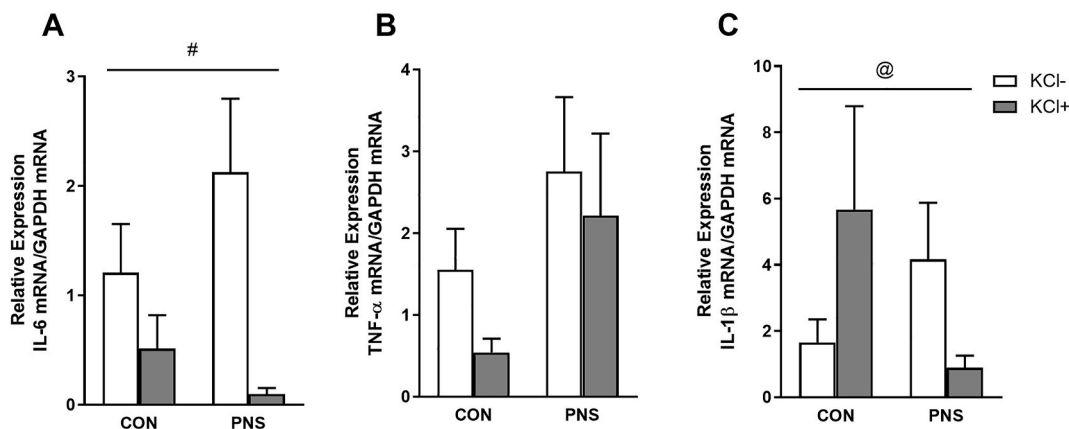 A
#
Relative Expression
IL-6 mRNA/GAPDH mRNA
3
2
1
0
CON
PNS
B
Relative Expression
TNF-α mRNA/GAPDH mRNA
4
3
2
1
0
CON
PNS
C
@
Relative Expression
IL-1β mRNA/GAPDH mRNA
10
8
6
4
2
0
CON
PNS
KCl-
KCl+